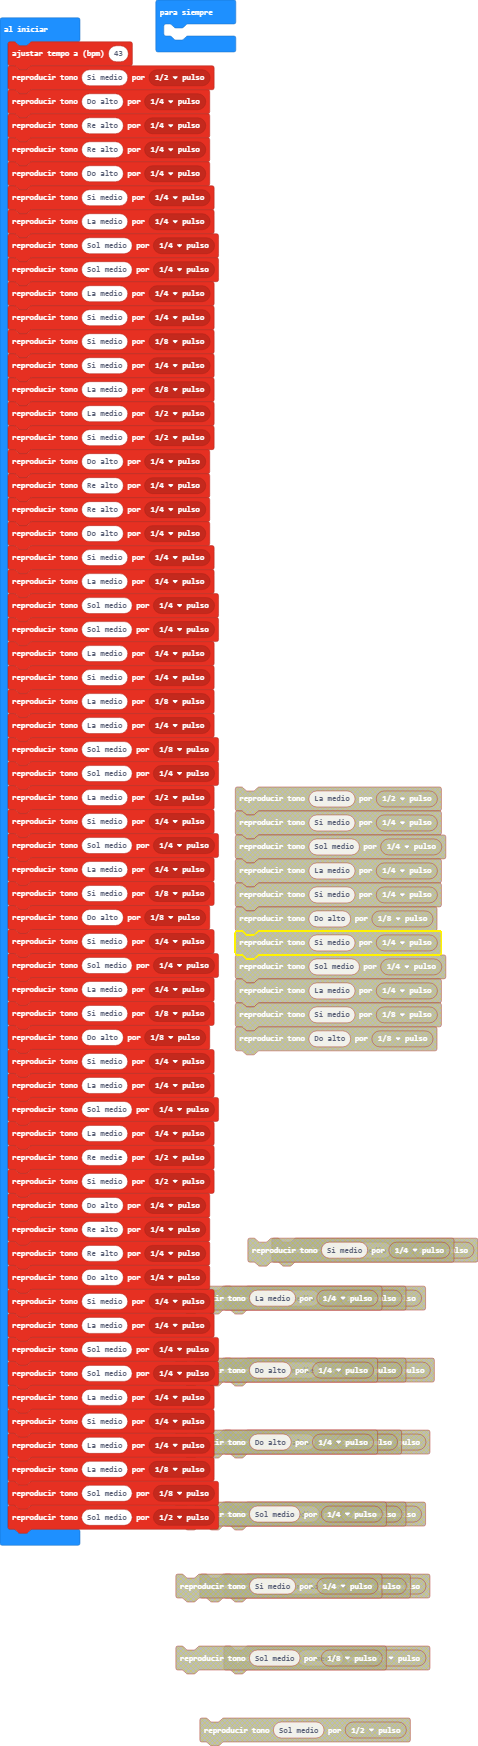 para siempre
al iniciar
ajustar tempo a (bpm) 43
reproducir tono Si medio por 1/2 pulso
reproducir tono Do alto por 1/4 pulso
reproducir tono Re alto por 1/4 pulso
reproducir tono Re alto por 1/4 pulso
reproducir tono Do alto por 1/4 pulso
reproducir tono Si medio por 1/4 pulso
reproducir tono La medio por 1/4 pulso
reproducir tono Sol medio por 1/4 pulso
reproducir tono Sol medio por 1/4 pulso
reproducir tono La medio por 1/4 pulso
reproducir tono Si medio por 1/4 pulso
reproducir tono Si medio por 1/8 pulso
reproducir tono Si medio por 1/4 pulso
reproducir tono La medio por 1/8 pulso
reproducir tono La medio por 1/2 pulso
reproducir tono Si medio por 1/2 pulso
reproducir tono Do alto por 1/4 pulso
reproducir tono Re alto por 1/4 pulso
reproducir tono Re alto por 1/4 pulso
reproducir tono Do alto por 1/4 pulso
reproducir tono Si medio por 1/4 pulso
reproducir tono La medio por 1/4 pulso
reproducir tono Sol medio por 1/4 pulso
reproducir tono Sol medio por 1/4 pulso
reproducir tono La medio por 1/4 pulso
reproducir tono Si medio por 1/4 pulso
reproducir tono La medio por 1/8 pulso
reproducir tono La medio por 1/4 pulso
reproducir tono Sol medio por 1/8 pulso
reproducir tono Sol medio por 1/4 pulso
reproducir tono La medio por 1/2 pulso
reproducir tono Si medio por 1/4 pulso
reproducir tono Sol medio por 1/4 pulso
reproducir tono La medio por 1/4 pulso
reproducir tono Si medio por 1/8 pulso
reproducir tono Do alto por 1/8 pulso
reproducir tono Si medio por 1/4 pulso
reproducir tono Sol medio por 1/4 pulso
reproducir tono La medio por 1/4 pulso
reproducir tono Si medio por 1/8 pulso
reproducir tono Do alto por 1/8 pulso
reproducir tono Si medio por 1/4 pulso
reproducir tono La medio por 1/4 pulso
reproducir tono Sol medio por 1/4 pulso
reproducir tono La medio por 1/4 pulso
reproducir tono Re medie por 1/2 pulso
reproducir tono Si medio por 1/2 pulso
reproducir tono Do alto por 1/4 pulso
reproducir tono Re alto por 1/4 pulso
reproducir tono Re alto por 1/4 pulso
reproducir tono Do alto por 1/4 pulso
reproducir tono Si medio por 1/4 pulso
reproducir tono La medio por 1/4 pulso
reproducir tono Sol medio por 1/4 pulso
reproducir tono Sol medio por 1/4 pulso
reproducir tono La medio por 1/4 pulso
reproducir tono Si medio por 1/4 pulso
reproducir tono La medio por 1/4 pulso
reproducir tono La medio por 1/8 pulso
reproducir tono Sol medio por 1/8 pulso
reproducir tono Sol medio por 1/2 pulso
reproducir tono La medio por 1/2 pulso
reproducir tono Si medio por 1/4 pulso
reproducir tono Sol medio por 1/4 pulso
reproducir tono La medio por 1/4 pulso
reproducir tono Si medio por 1/4 pulso
reproducir tono Do alto por 1/8 pulso
reproducir tono Si medio por 1/4 pulso
reproducir tono Sol medio por 1/4 pulso
reproducir tono La medio por 1/4 pulso
reproducir tono Si medio por 1/8 pulso
reproducir tono Do alto por 1/8 pulso
reproducir tono Si medio por 1/4 pulso
tono La medio por 1/4 pulso
tono Do alto por 1/4 pulso
tono Do alto por 1/4 pulso
tono Sol medio por 1/4 pulso
reproducir tono Si medio por 1/4 pulso
reproducir tono Sol medio por 1/8 pulso pulso
reproducir tono Sol medio por 1/2 pulso